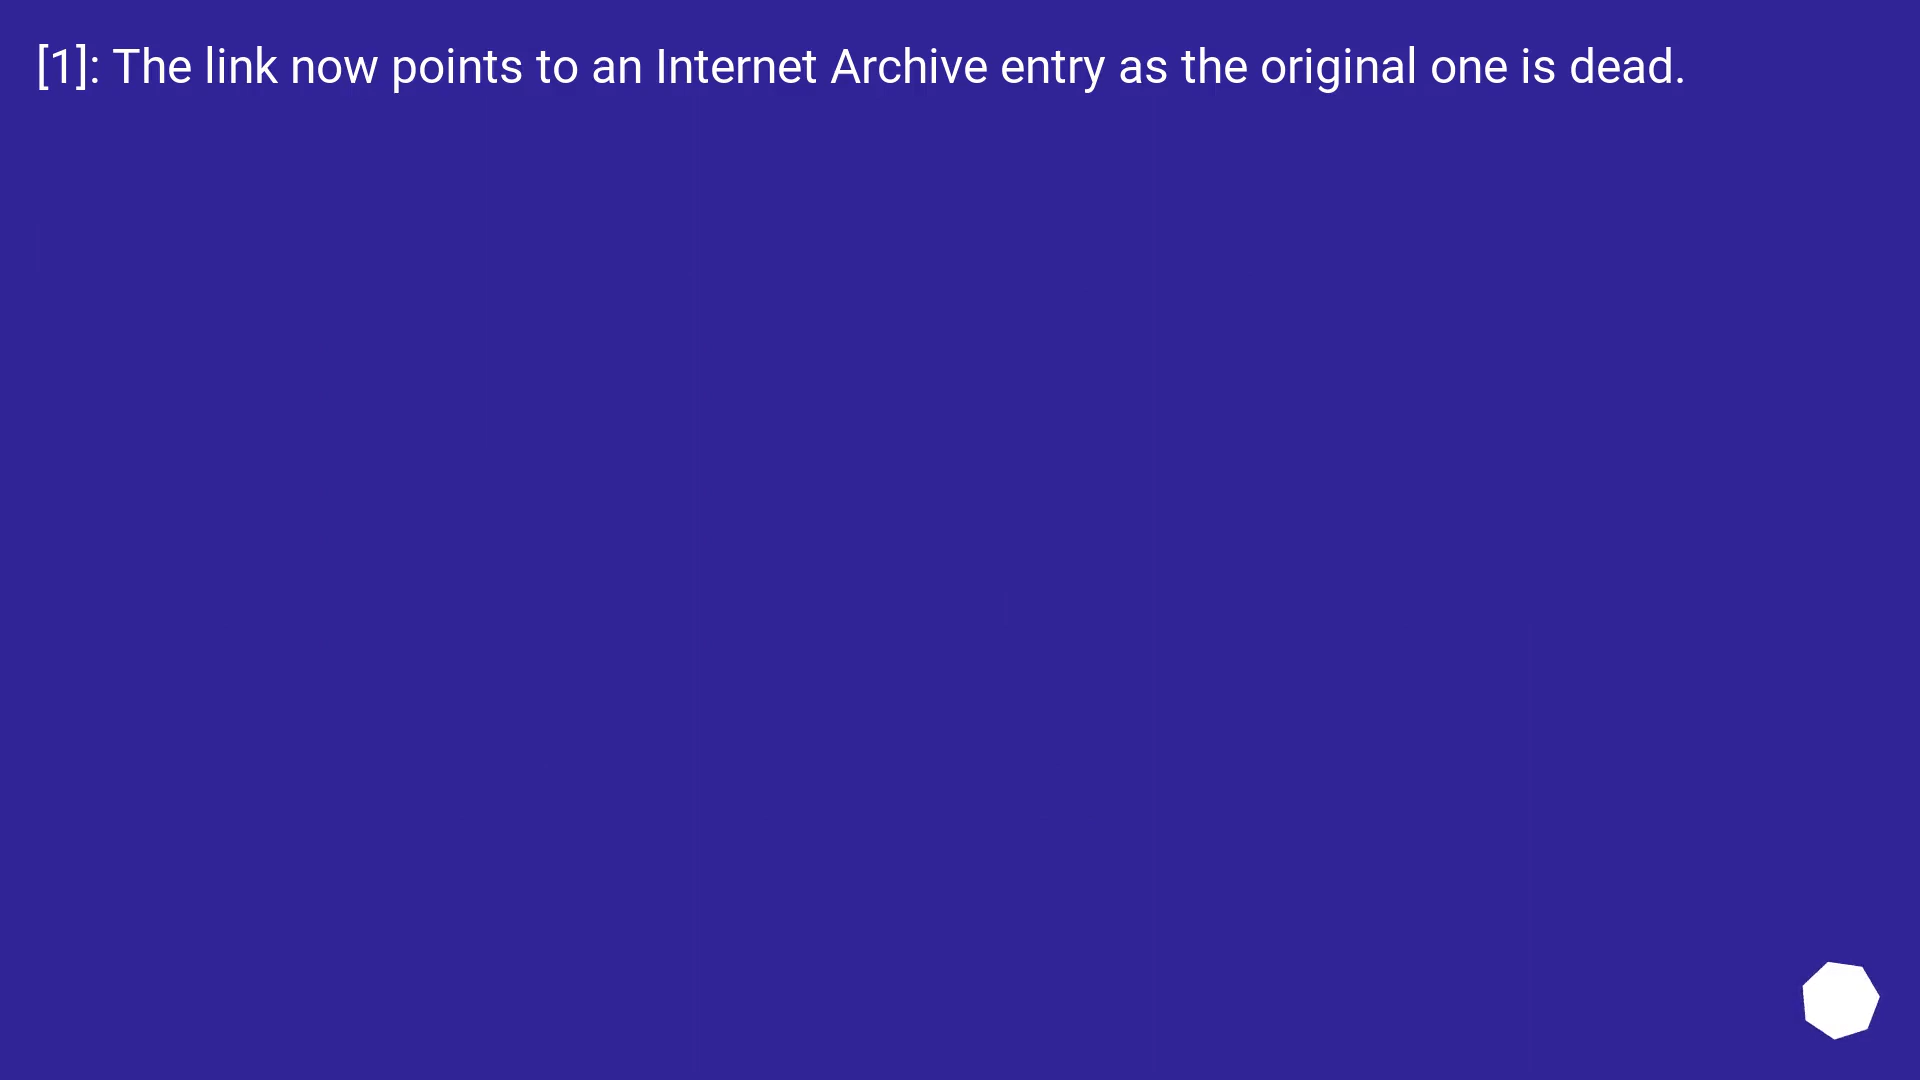 [1]: The link now points to an Internet Archive entry as the original one is dead.